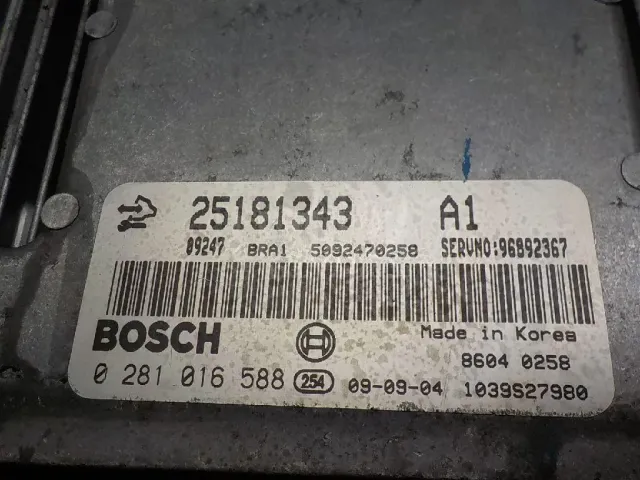 25181343 A1
09247 BRA1 5092470258 SERVNO:96892367
BOSCH
Made in Korea
8604 0258
0 281 016 588 254 09-09-04 1039S27980